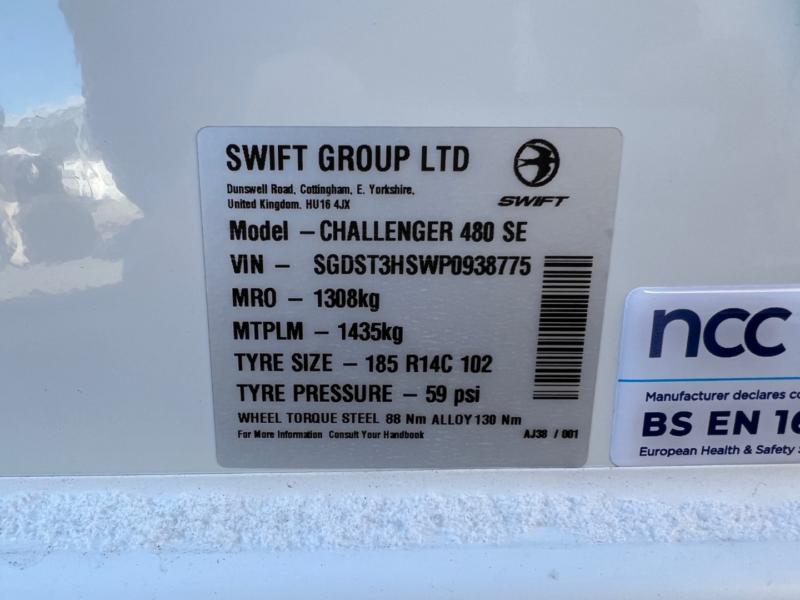 SWIFT GROUP LTD
SWIFT
Dunswell Road, Cottingham, E. Yorkshire,
United Kingdom. HU16 4JX
Model – CHALLENGER 480 SE
VIN – SGDST3HSWP0938775
MRO – 1308kg
MTPLM – 1435kg
TYRE SIZE – 185 R14C 102
TYRE PRESSURE – 59 psi
WHEEL TORQUE STEEL 88 Nm ALLOY 130 Nm
For More Information Consult Your Handbook AJ38 / 001
ncc
Manufacturer declares
BS EN
European Health & Safety